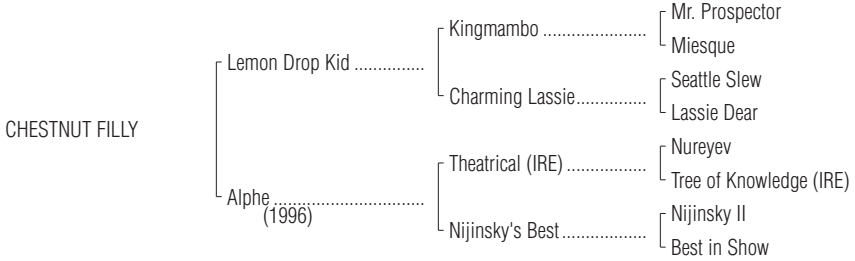 Mr. Prospector
Kingmambo ......................
Miesque
Lemon Drop Kid ................
Seattle Slew
Charming Lassie ..................
Lassie Dear
CHESTNUT FILLY
Nureyev
Theatrical (IRE) ..................
Tree of Knowledge (IRE)
Alphe ....................................
(1996)
Nijinsky II
Nijinsky's Best ....................
Best in Show